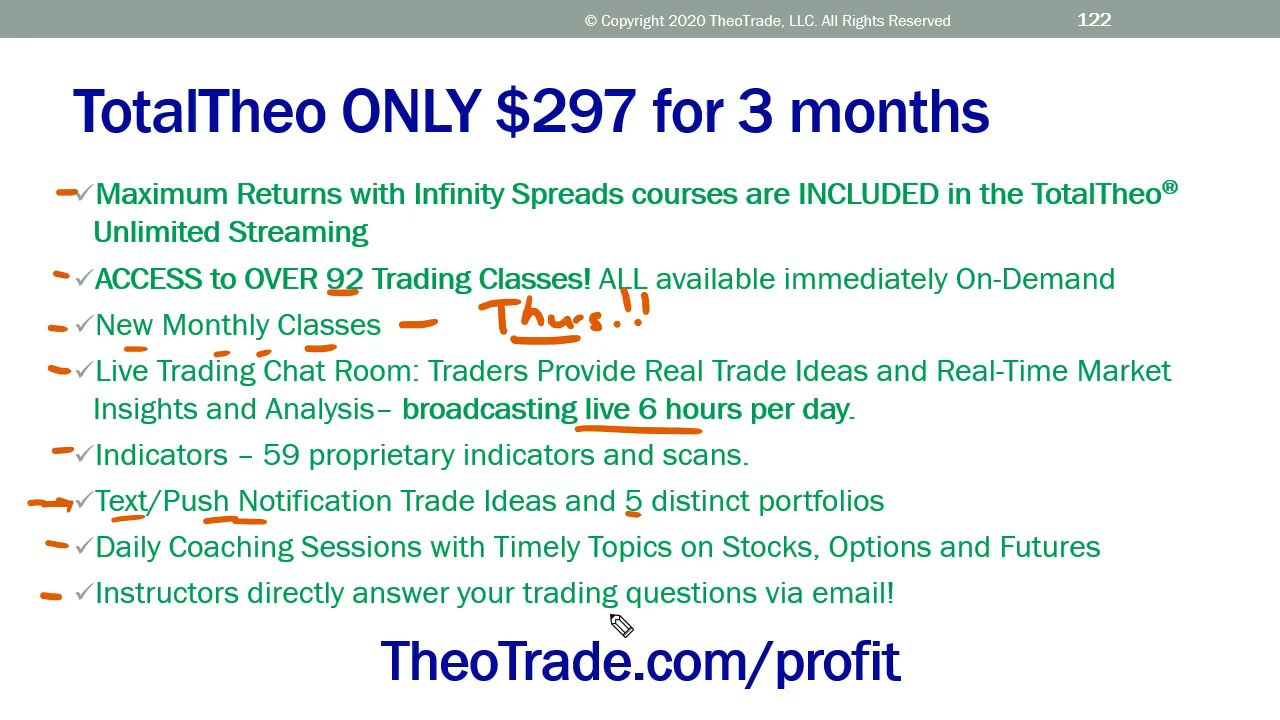 © Copyright 2020 TheoTrade, LLC. All Rights Reserved 122
TotalTheo ONLY $297 for 3 months
✓Maximum Returns with Infinity Spreads courses are INCLUDED in the TotalTheo®
Unlimited Streaming
✓ACCESS to OVER 92 Trading Classes! ALL available immediately On-Demand
✓New Monthly Classes – Thurs.!!
✓Live Trading Chat Room: Traders Provide Real Trade Ideas and Real-Time Market
Insights and Analysis– broadcasting live 6 hours per day.
✓Indicators – 59 proprietary indicators and scans.
✓Text/Push Notification Trade Ideas and 5 distinct portfolios
✓Daily Coaching Sessions with Timely Topics on Stocks, Options and Futures
✓Instructors directly answer your trading questions via email!
TheoTrade.com/profit